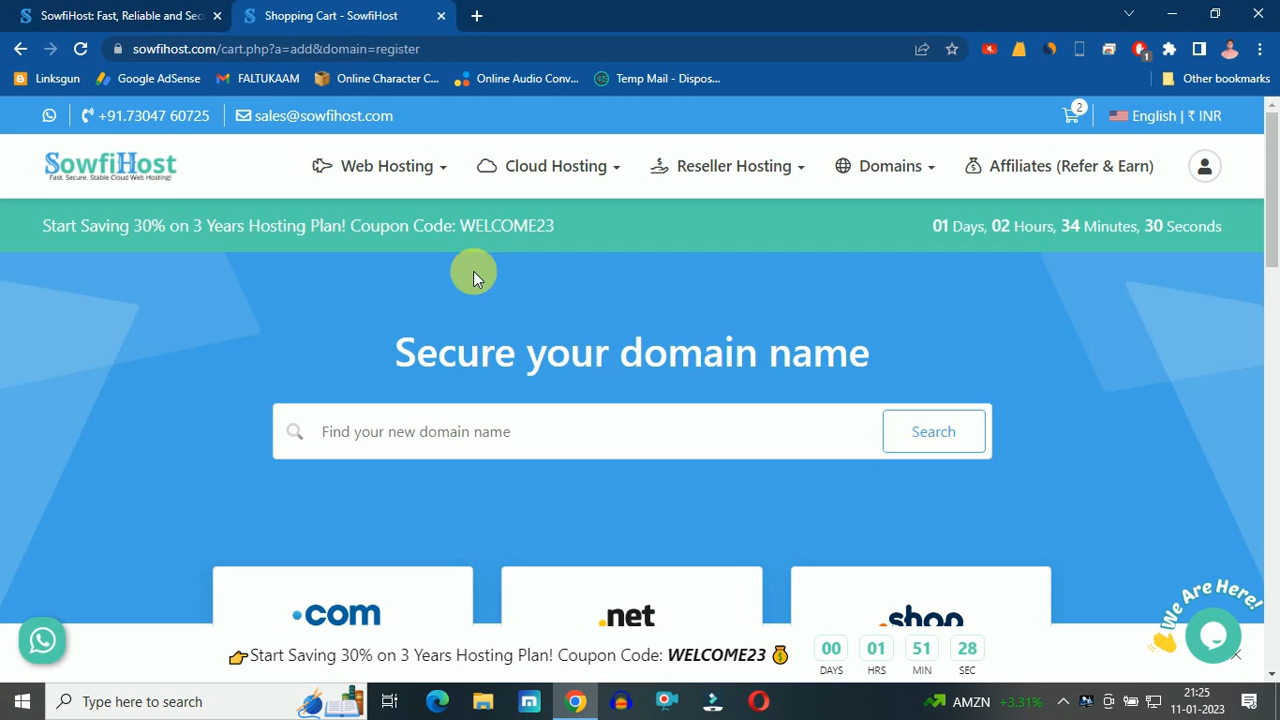 SowfiHost: Fast, Reliable and Sec
Shopping Cart - SowfiHost
sowfihost.com/cart.php?a=add&domain=register
1
Linksgun
Google AdSense
FALTUKAAM
Online Character C...
Online Audio Conv...
Temp Mail - Dispos...
Other bookmarks
+91.73047 60725
sales@sowfihost.com
2
English | ₹ INR
SowfiHost
Fast. Secure. Stable Cloud Web Hosting!
Web Hosting
Cloud Hosting
Reseller Hosting
Domains
Affiliates (Refer & Earn)
Start Saving 30% on 3 Years Hosting Plan! Coupon Code: WELCOME23
01 Days, 02 Hours, 34 Minutes, 30 Seconds
Secure your domain name
Find your new domain name
Search
.com
.net
.shop
We Are Here!
👉Start Saving 30% on 3 Years Hosting Plan! Coupon Code: WELCOME23 💰
00 01 51 28
DAYS HRS MIN SEC
Type here to search
AMZN +3.31%
21:25
11-01-2023